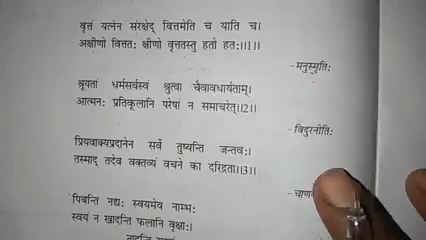 वृत्तं यत्नेन संरक्षेद् वित्तमेति च याति च।
अक्षीणो वित्ततः क्षीणो वृत्ततस्तु हतो हतः॥1॥
-मनुस्मृतिः
श्रूयतां धर्मसर्वस्वं श्रुत्वा चैवावधार्यताम्।
आत्मनः प्रतिकूलानि परेषां न समाचरेत्॥2॥
-विदुरनीतिः
प्रियवाक्यप्रदानेन सर्वे तुष्यन्ति जन्तवः।
तस्माद् तदेव वक्तव्यं वचने का दरिद्रता॥3॥
पिबन्ति नद्यः स्वयमेव नाम्भः
स्वयं न खादन्ति फलानि वृक्षाः।